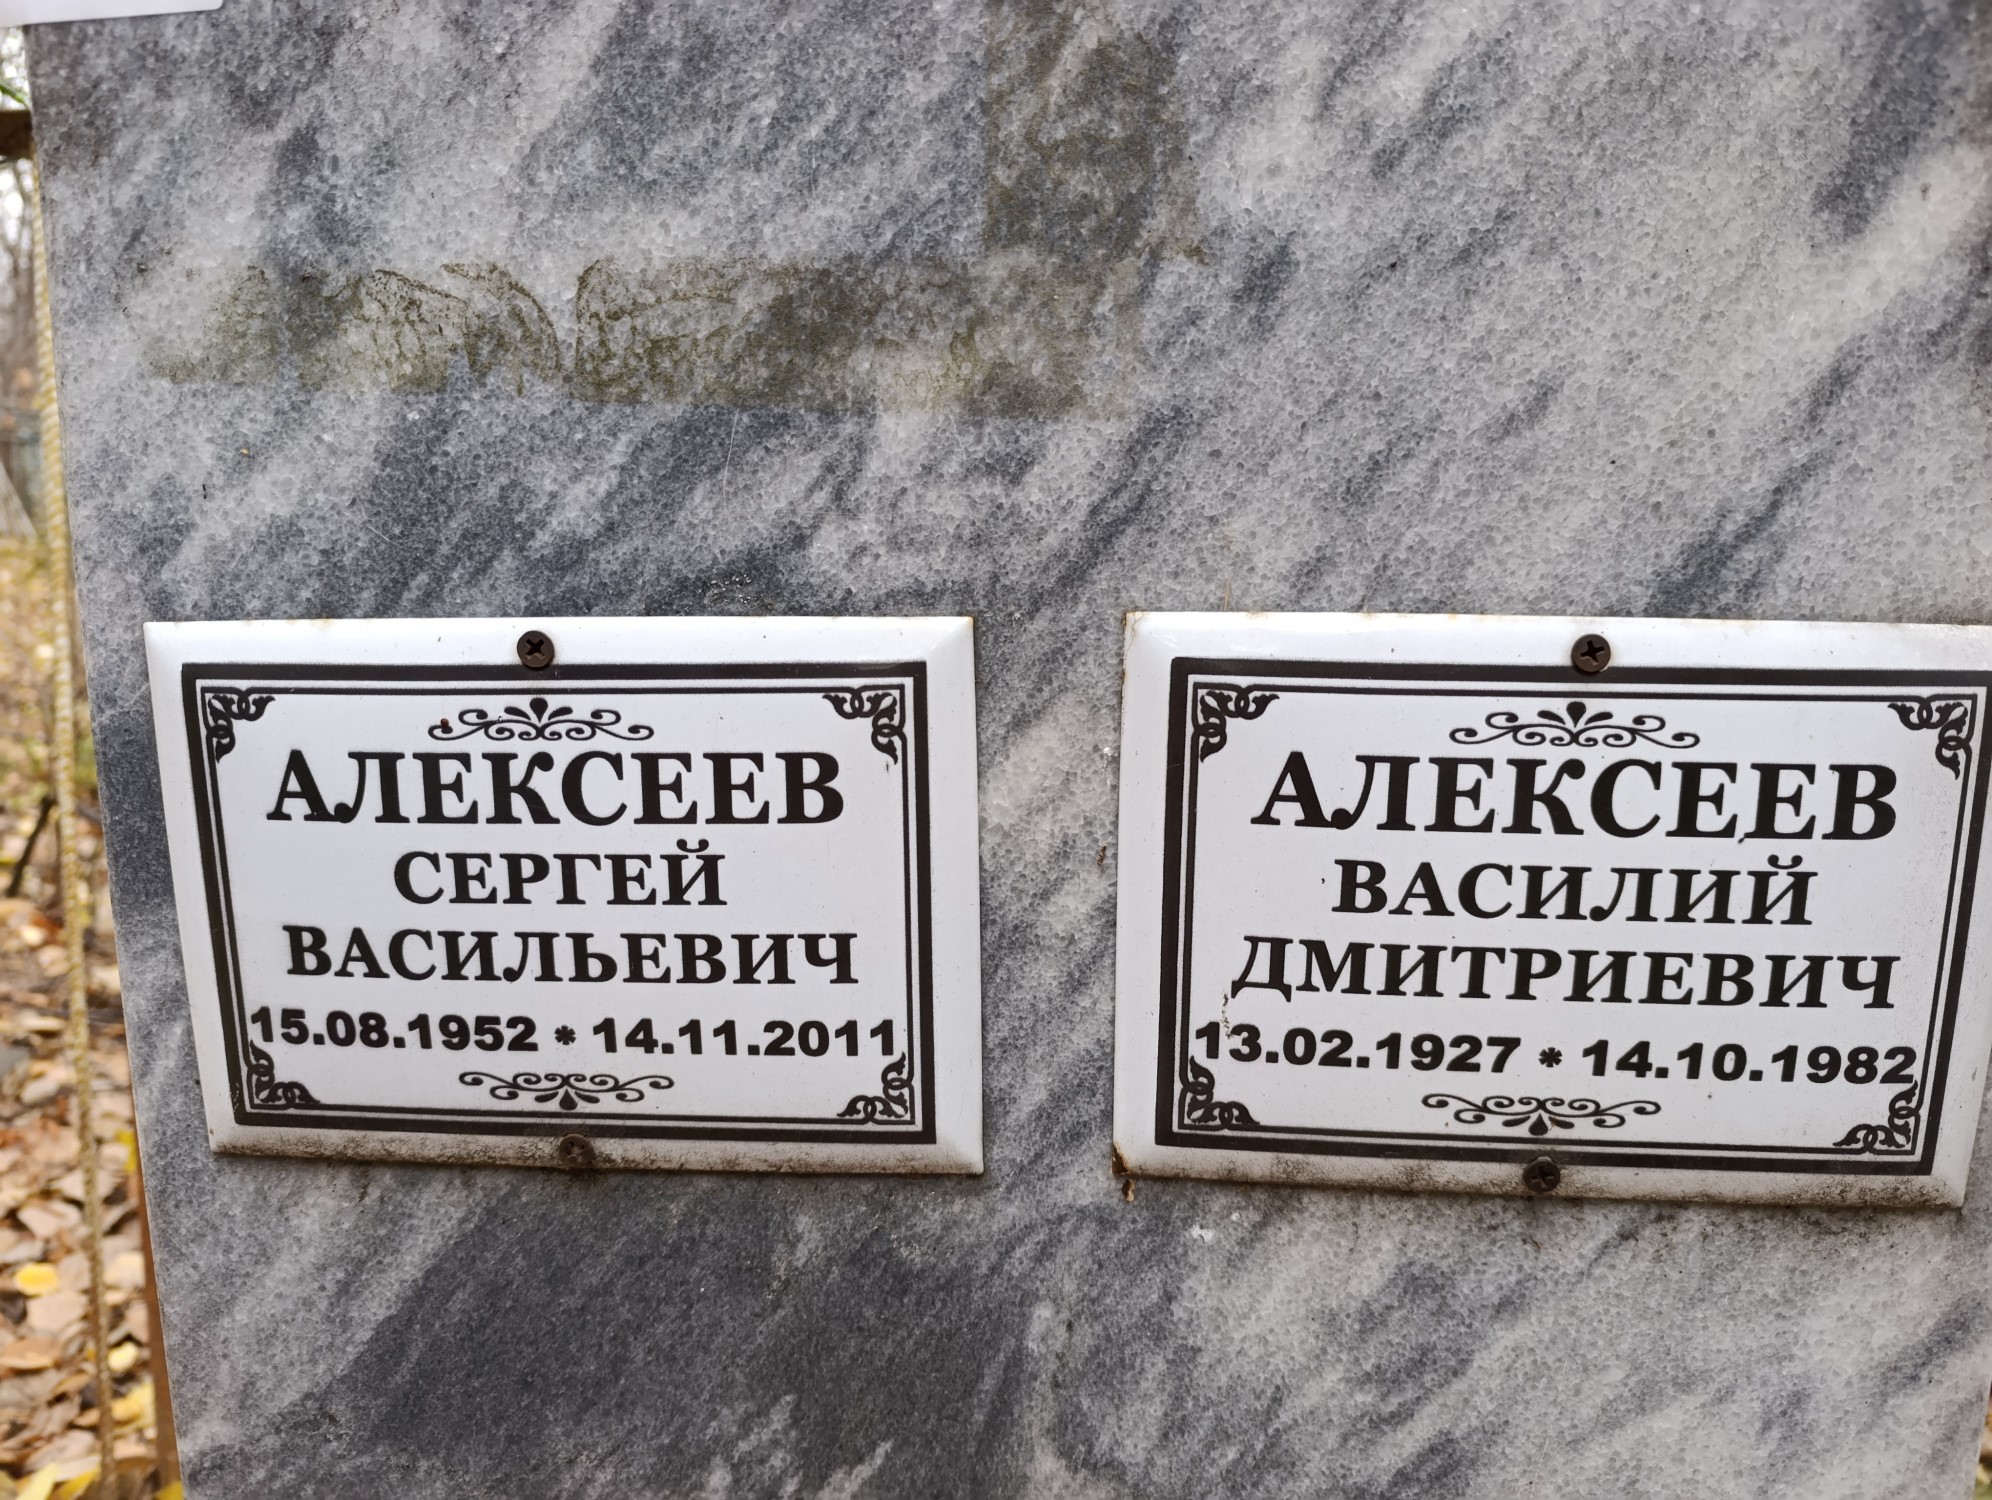 АЛЕКСЕЕВ
СЕРГЕЙ
ВАСИЛЬЕВИЧ
15.08.1952 * 14.11.2011
АЛЕКСЕЕВ
ВАСИЛИЙ
ДМИТРИЕВИЧ
13.02.1927 * 14.10.1982